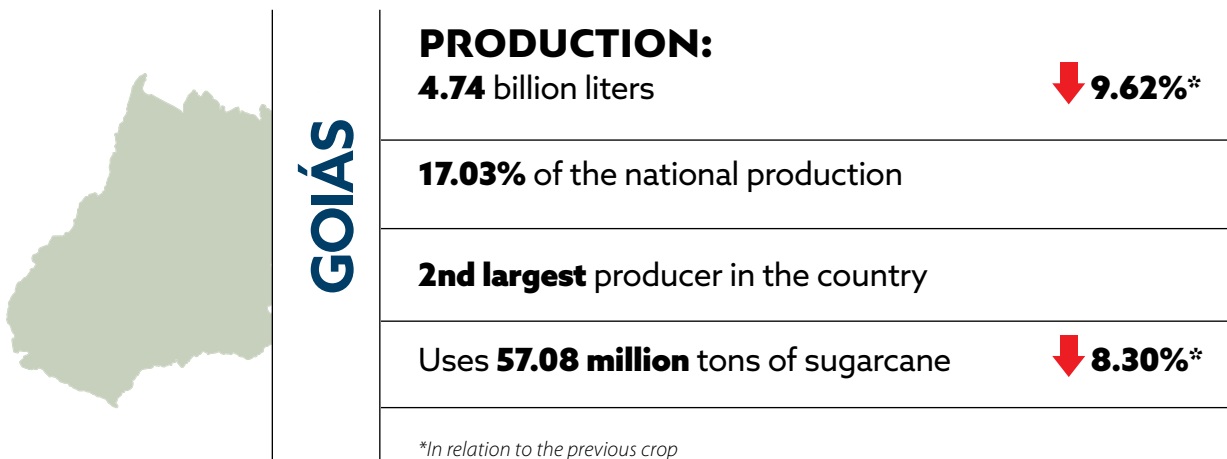 GOIÁS
PRODUCTION:
4.74 billion liters
9.62%*
17.03% of the national production
2nd largest producer in the country
Uses 57.08 million tons of sugarcane
8.30%*
*In relation to the previous crop